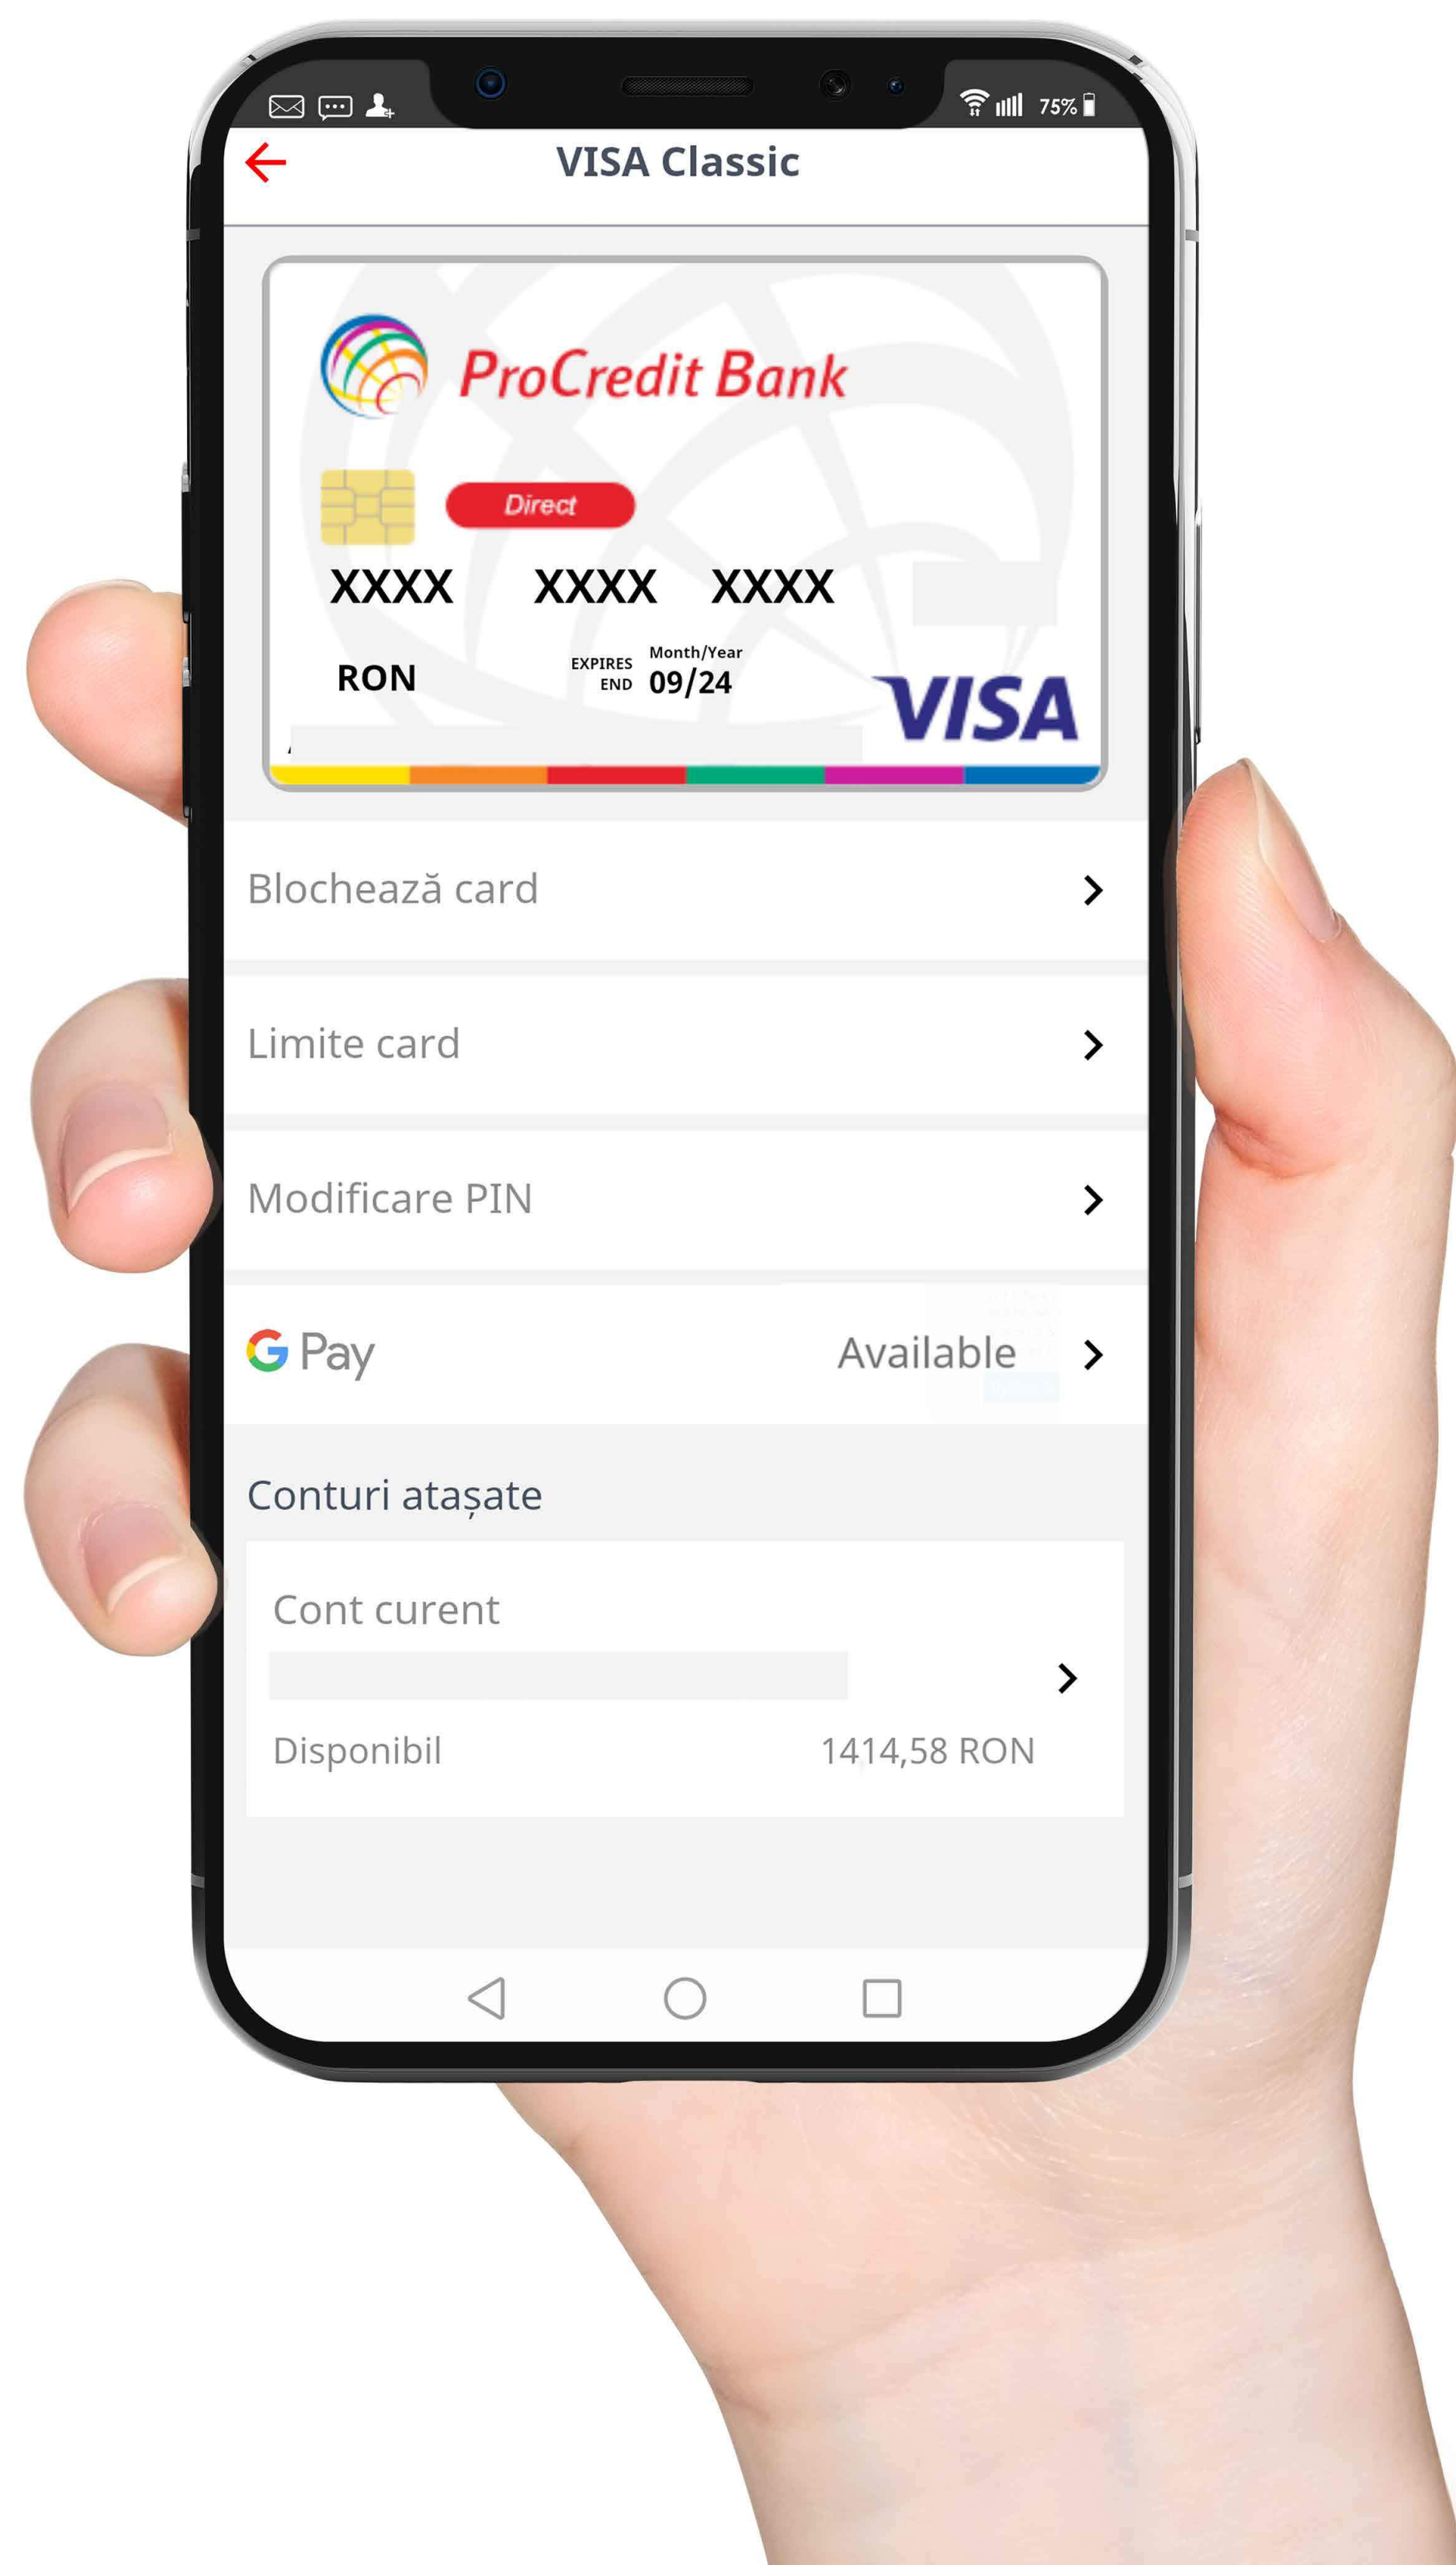 75%
VISA Classic
ProCredit Bank
Direct
XXXX XXXX XXXX
Month/Year
EXPIRES
END
RON 09/24
VISA
Blochează card
Limite card
Modificare PIN
G Pay Available
Conturi atașate
Cont curent
Disponibil 1414,58 RON